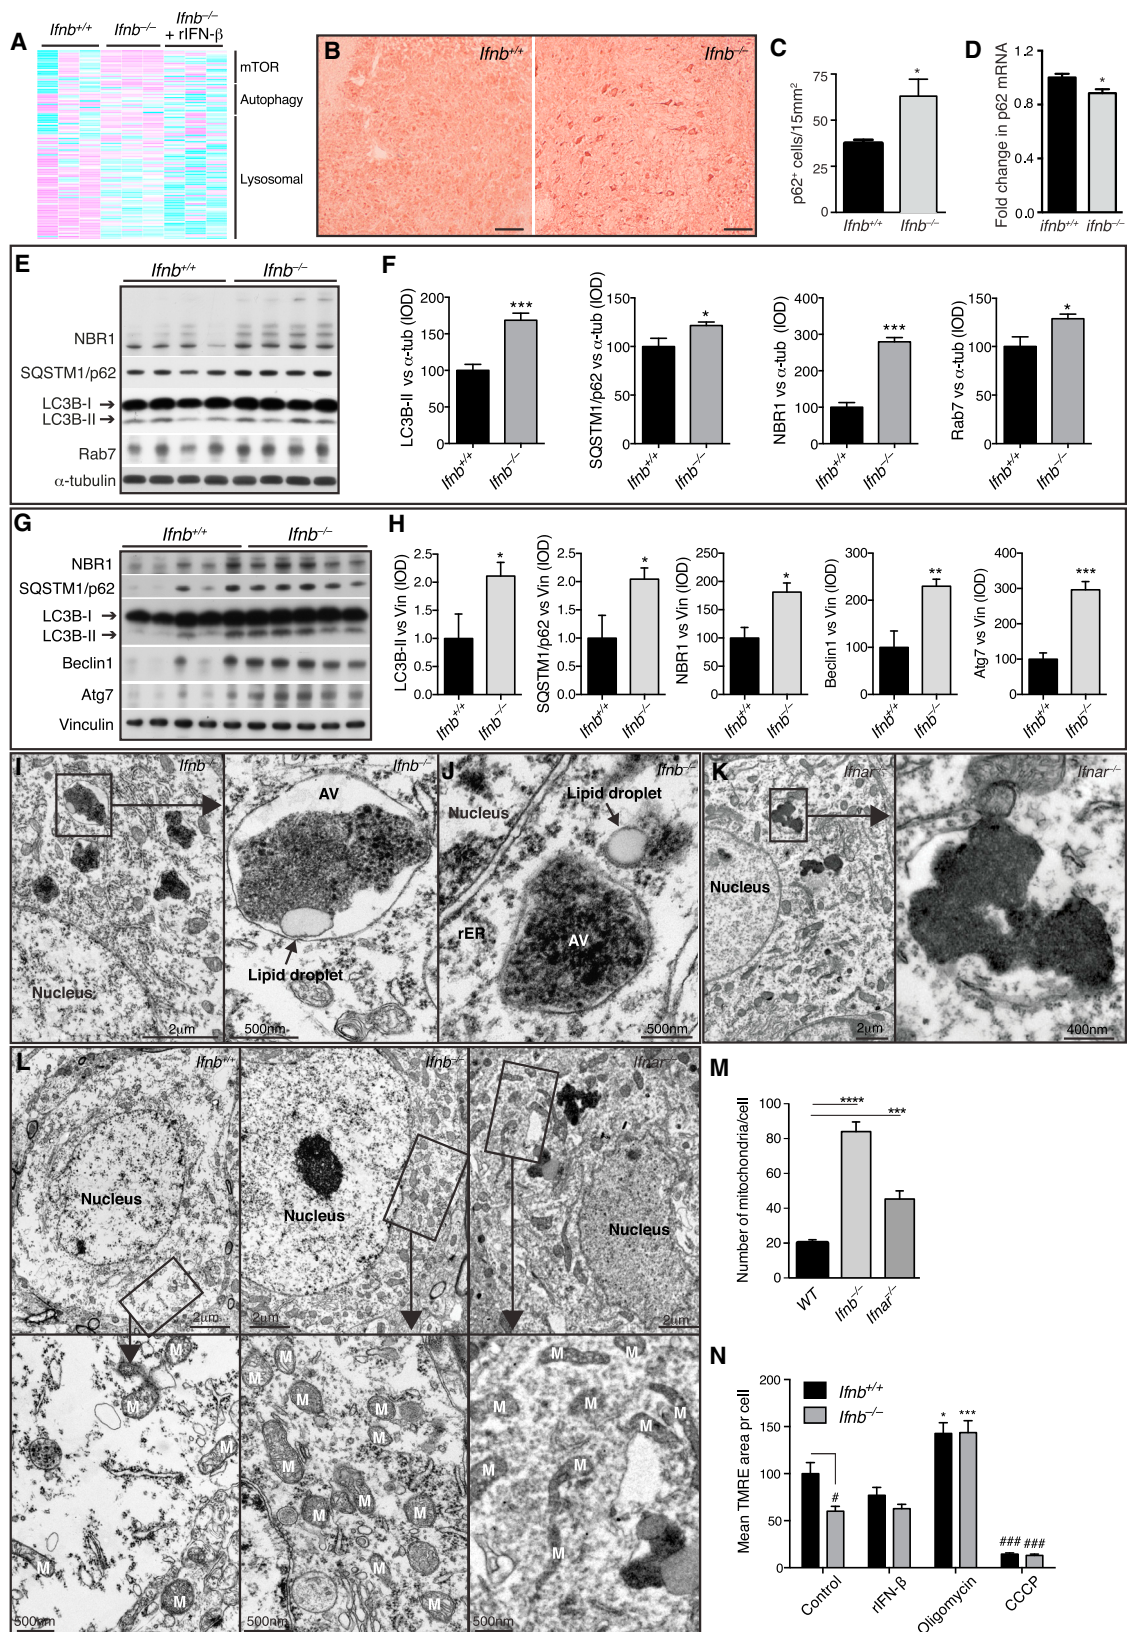 A
Ifnb+/+
Ifnb–/–
Ifnb–/–
+ rIFN-β
mTOR
Autophagy
Lysosomal
B
Ifnb+/+
Ifnb–/–
C
p62+ cells/15mm2
75
50
25
0
*
Ifnb+/+
Ifnb–/–
D
Fold change in p62 mRNA
1.2
0.8
0.4
0.0
*
ifnb+/+
ifnb–/–
E
Ifnb+/+
Ifnb–/–
NBR1
SQSTM1/p62
LC3B-I →
LC3B-II →
Rab7
α-tubulin
F
LC3B-II vs α-tub (IOD)
200
150
100
50
0
***
Ifnb+/+
Ifnb–/–
SQSTM1/p62 vs α-tub (IOD)
150
100
50
0
*
Ifnb+/+
Ifnb–/–
NBR1 vs α-tub (IOD)
400
300
200
100
0
***
Ifnb+/+
Ifnb–/–
Rab7 vs α-tub (IOD)
150
100
50
0
*
Ifnb+/+
Ifnb–/–
G
Ifnb+/+
Ifnb–/–
NBR1
SQSTM1/p62
LC3B-I →
LC3B-II →
Beclin1
Atg7
Vinculin
H
LC3B-II vs Vin (IOD)
2.5
2.0
1.5
1.0
0.5
0.0
*
Ifnb+/+
Ifnb–/–
SQSTM1/p62 vs Vin (IOD)
2.5
2.0
1.5
1.0
0.5
0.0
*
Ifnb+/+
Ifnb–/–
NBR1 vs Vin (IOD)
250
200
150
100
50
0
*
Ifnb+/+
Ifnb–/–
Beclin1 vs Vin (IOD)
300
200
100
0
**
Ifnb+/+
Ifnb–/–
Atg7 vs Vin (IOD)
400
300
200
100
0
***
Ifnb+/+
Ifnb–/–
I
Ifnb–/–
Nucleus
2μm
Ifnb–/–
AV
Lipid droplet
500nm
J
Ifnb–/–
Nucleus
Lipid droplet
rER
AV
500nm
K
Ifnar–/–
Nucleus
2μm
Ifnar–/–
400nm
L
Ifnb+/+
Nucleus
2μm
Ifnb–/–
Nucleus
2μm
Ifnar–/–
Nucleus
2μm
M
M
M
M
M
500nm
M
M
M
M
M
M
M
M
M
M
M
500nm
M
M
M
M
M
M
M
M
500nm
M
Number of mitochondria/cell
100
80
60
40
20
0
****
***
WT
Ifnb–/–
Ifnar–/–
N
Mean TMRE area pr cell
200
150
100
50
0
Ifnb+/+
Ifnb–/–
#
*
***
###
###
Control
rIFN-β
Oligomycin
CCCP